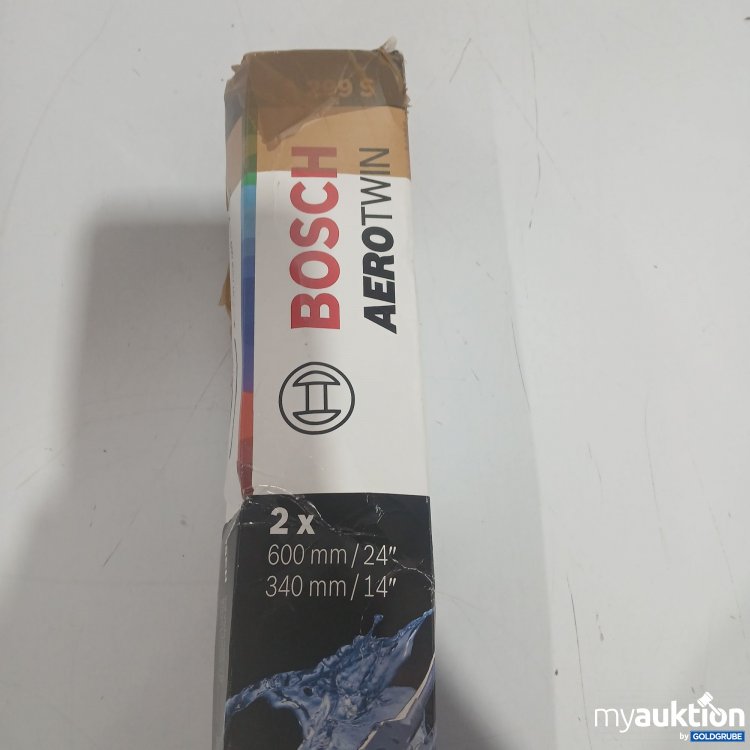 BOSCH
AEROTWIN
2 x
600 mm / 24"
340 mm / 14"
myauktion
by GOLDGRUBE